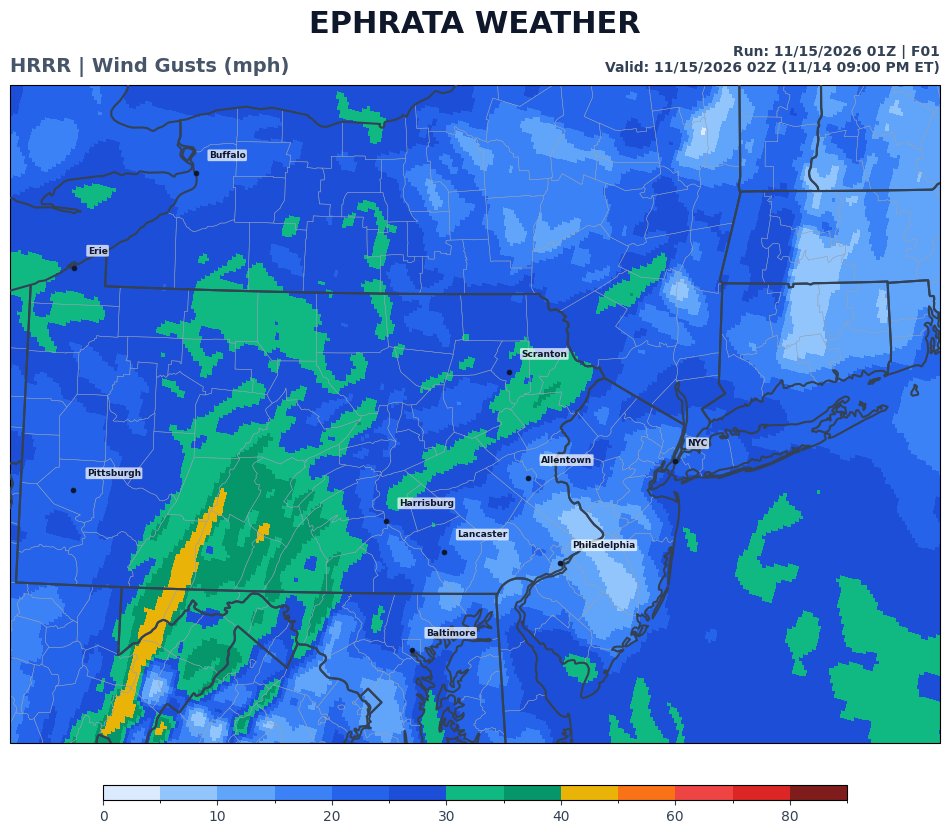 EPHRATA WEATHER
HRRR | Wind Gusts (mph)
Run: 11/15/2026 01Z | F01
Valid: 11/15/2026 02Z (11/14 09:00 PM ET)
Buffalo
Erie
Scranton
NYC
Allentown
Pittsburgh
Harrisburg
Lancaster
Philadelphia
Baltimore
0 10 20 30 40 50 60 70 80